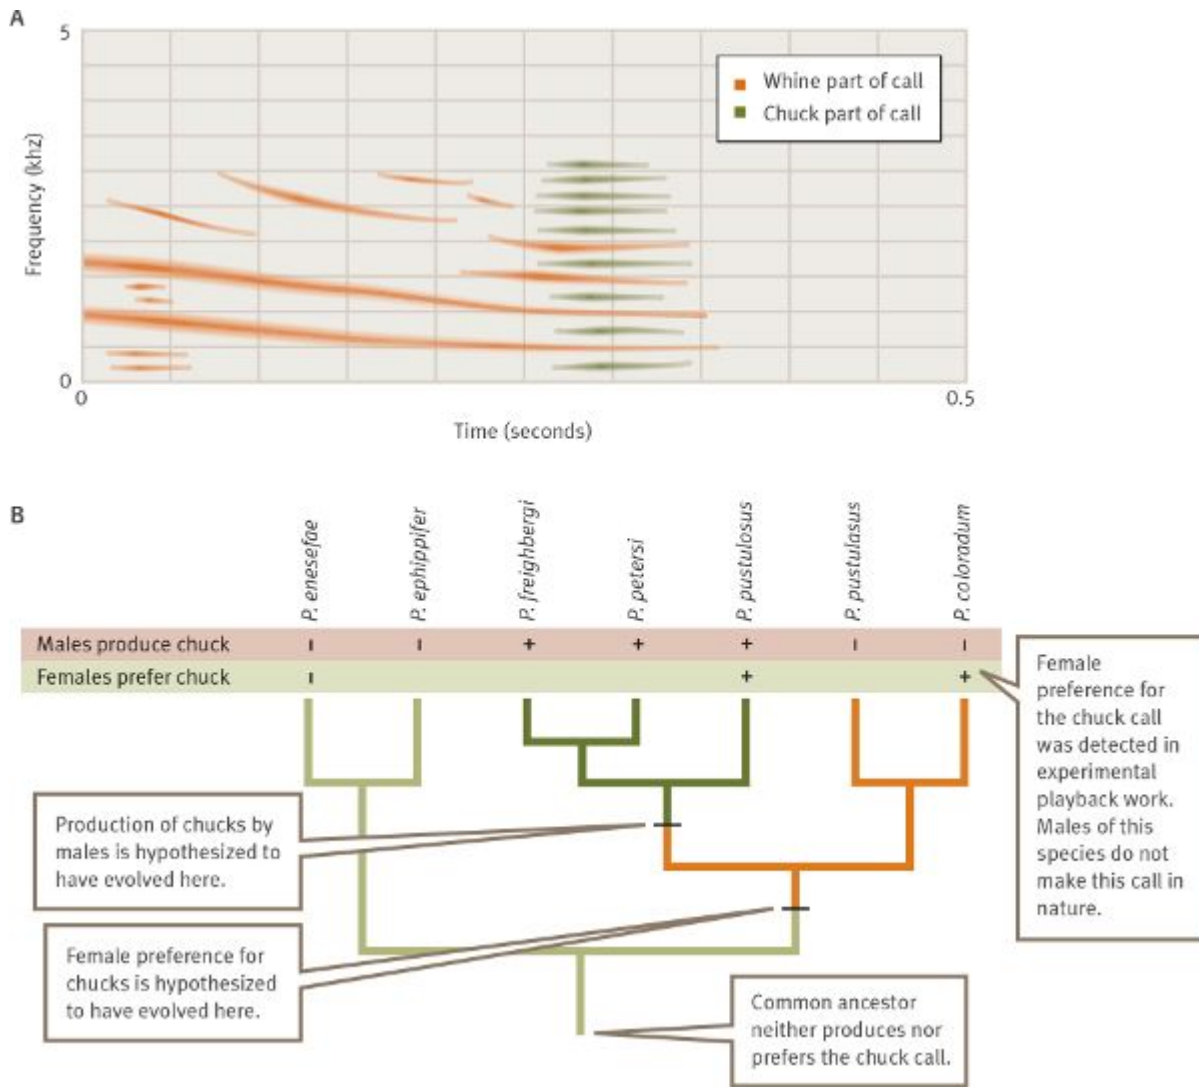 A
5
Whine part of call
Chuck part of call
Frequency (khz)
0
0
0.5
Time (seconds)
B
P. enesefae
P. ephippifer
P. freighbergi
P. petersi
P. pustulosus
P. pustulasus
P. coloradum
Males produce chuck
– – + + + – –
Females prefer chuck
– + +
Female
preference for
the chuck call
was detected in
experimental
playback work.
Males of this
species do not
make this call in
nature.
Production of chucks by
males is hypothesized to
have evolved here.
Female preference for
chucks is hypothesized
to have evolved here.
Common ancestor
neither produces nor
prefers the chuck call.